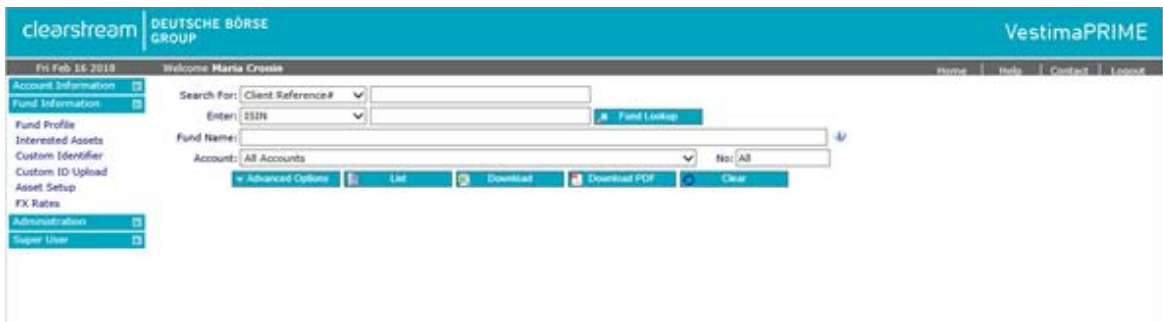 clearstream DEUTSCHE BÖRSE GROUP VestimaPRIME
Fri Feb 16 2018 Welcome Maria Cronin Home | Help | Contact | Logout
Account Information
Fund Information
Fund Profile
Interested Assets
Custom Identifier
Custom ID Upload
Asset Setup
FX Rates
Administration
Super User
Search For: Client Reference#
Enter: ISIN Fund Lookup
Fund Name:
Account: All Accounts No: All
Advanced Options List Download Download PDF Clear